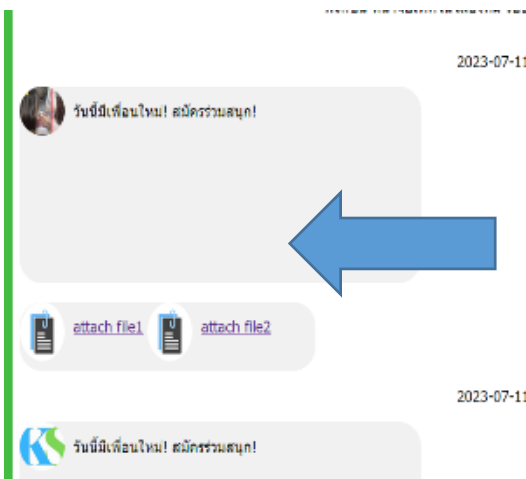 2023-07-11
วันนี้มีเพื่อนใหม่! สมัครร่วมสนุก!
attach file1 attach file2
2023-07-11
KS
วันนี้มีเพื่อนใหม่! สมัครร่วมสนุก!